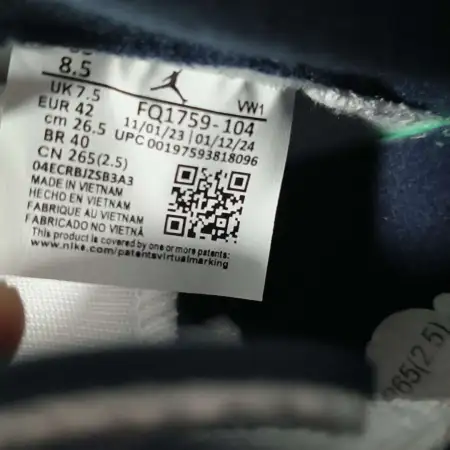 8.5
UK 7.5
EUR 42
cm 26.5
BR 40
CN 265(2.5)
FQ1759-104
VW1
11/01/23 | 01/12/24
UPC 00197593818096
04ECRBJZSB3A3
MADE IN VIETNAM
HECHO EN VIETNAM
FABRIQUE AU VIETNAM
FABRICADO NO VIETNÃ
This product is covered by one or more patents:
www.nike.com/patentsvirtualmarking
265(2.5)